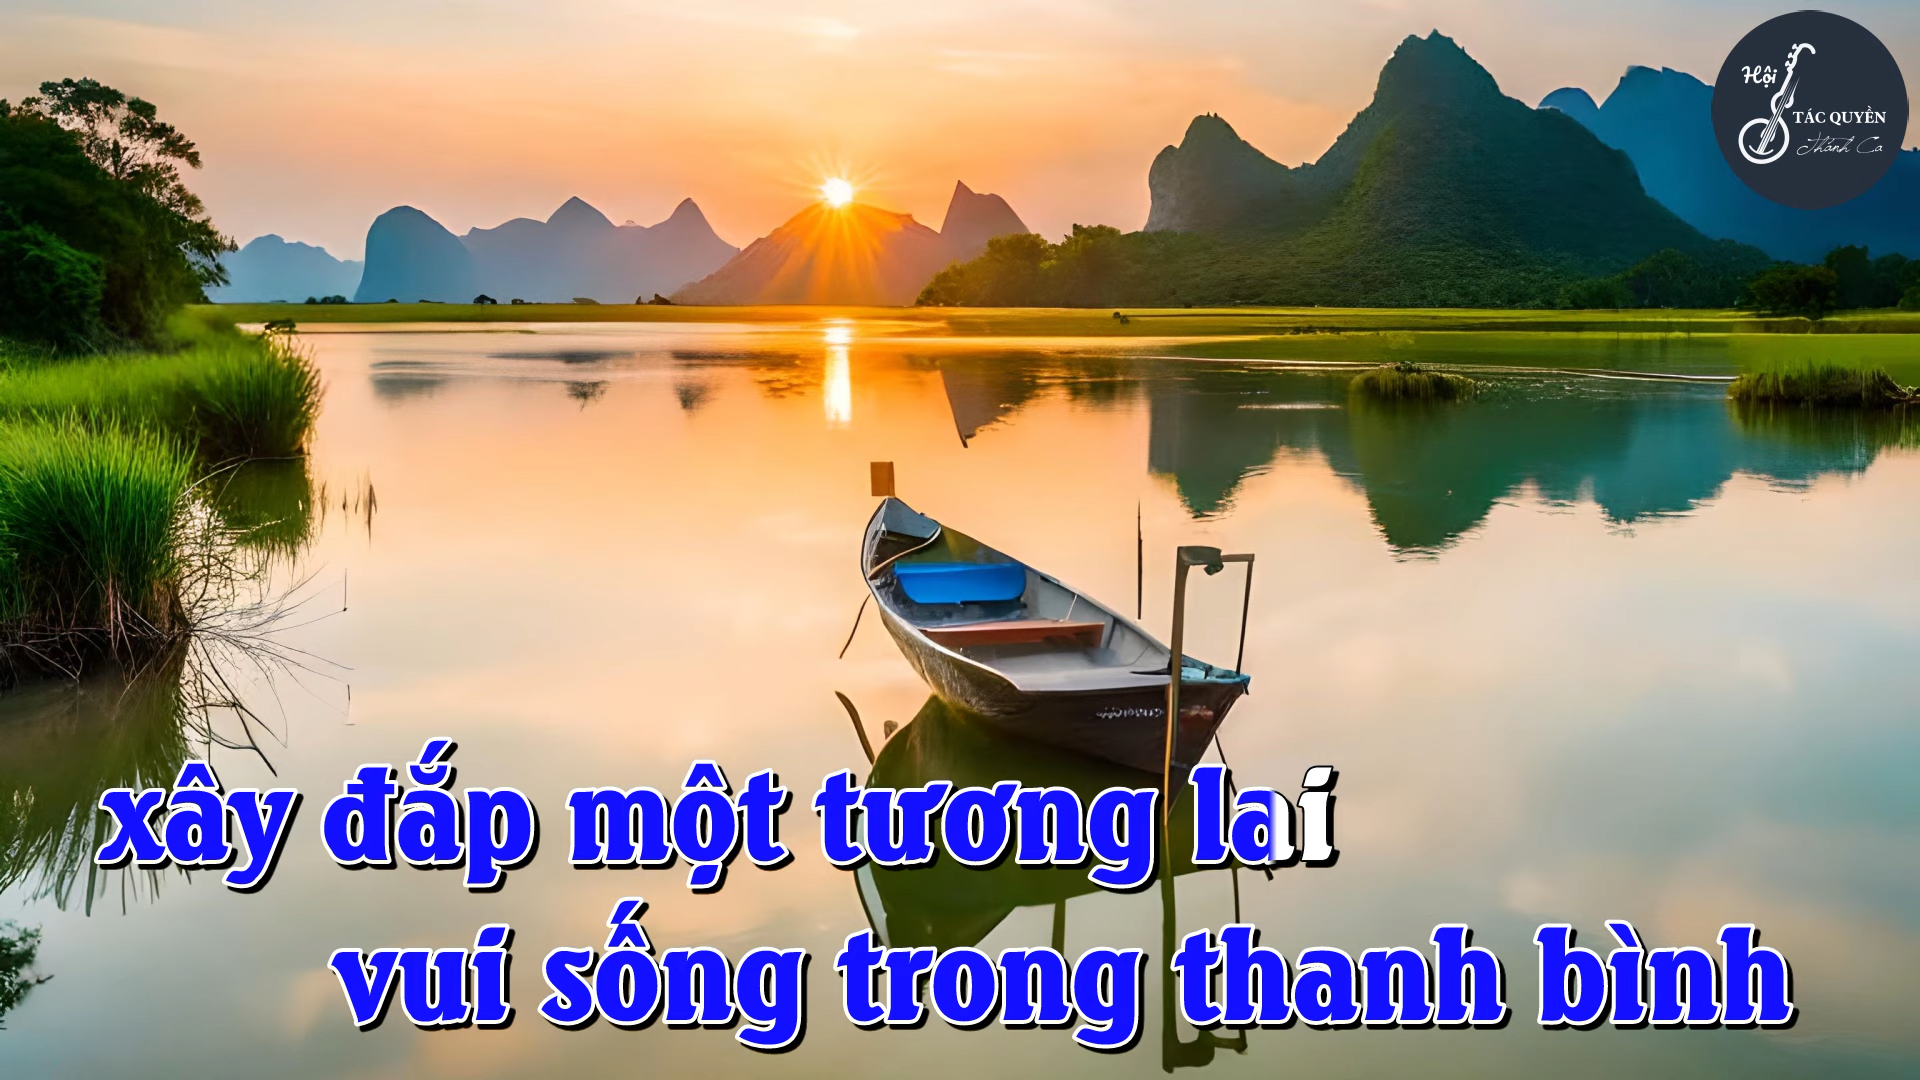 Hội
TÁC QUYỀN
Thánh Ca
xây đắp một tương lai
vui sống trong thanh bình